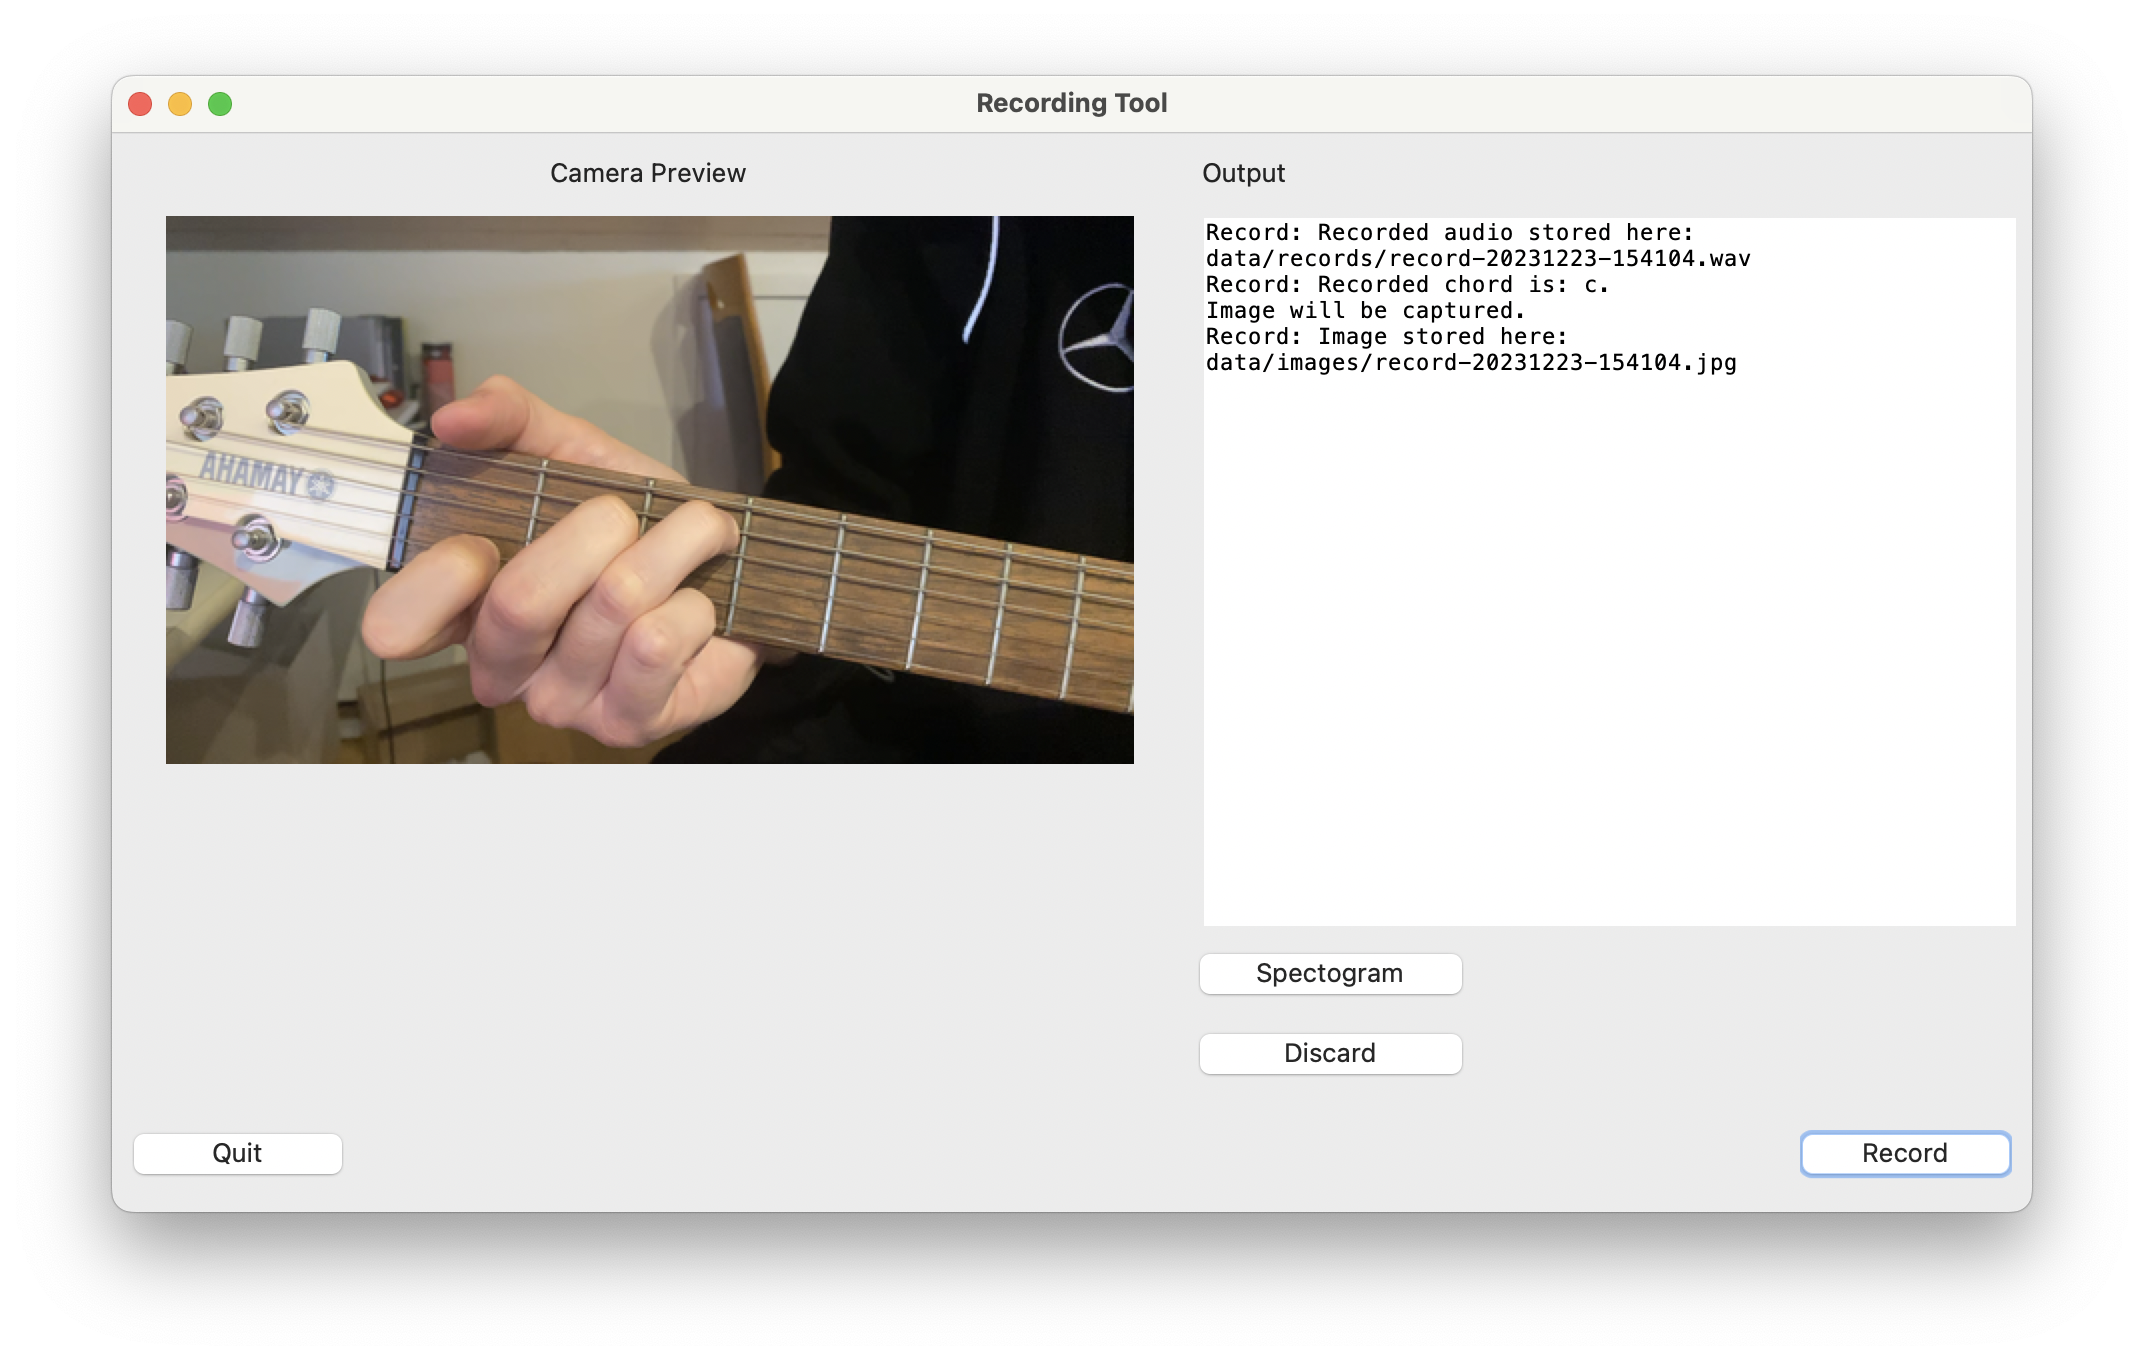 Recording Tool
Camera Preview
Output
Record: Recorded audio stored here:
data/records/record-20231223-154104.wav
Record: Recorded chord is: c.
Image will be captured.
Record: Image stored here:
data/images/record-20231223-154104.jpg
AHAMAY
Spectogram
Discard
Quit
Record